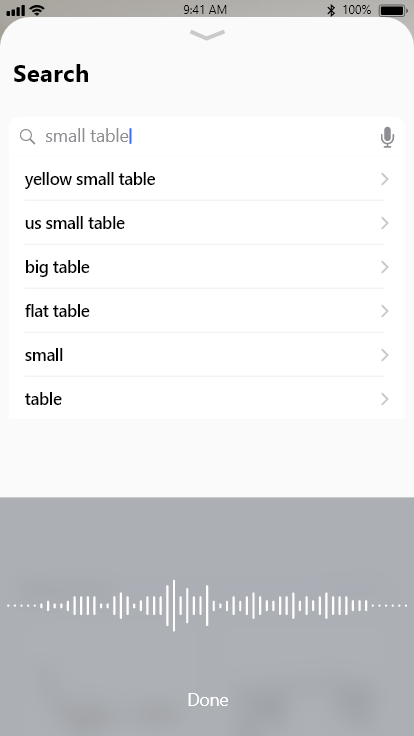 9:41 AM 100%
Search
small table
yellow small table
us small table
big table
flat table
small
table
Done